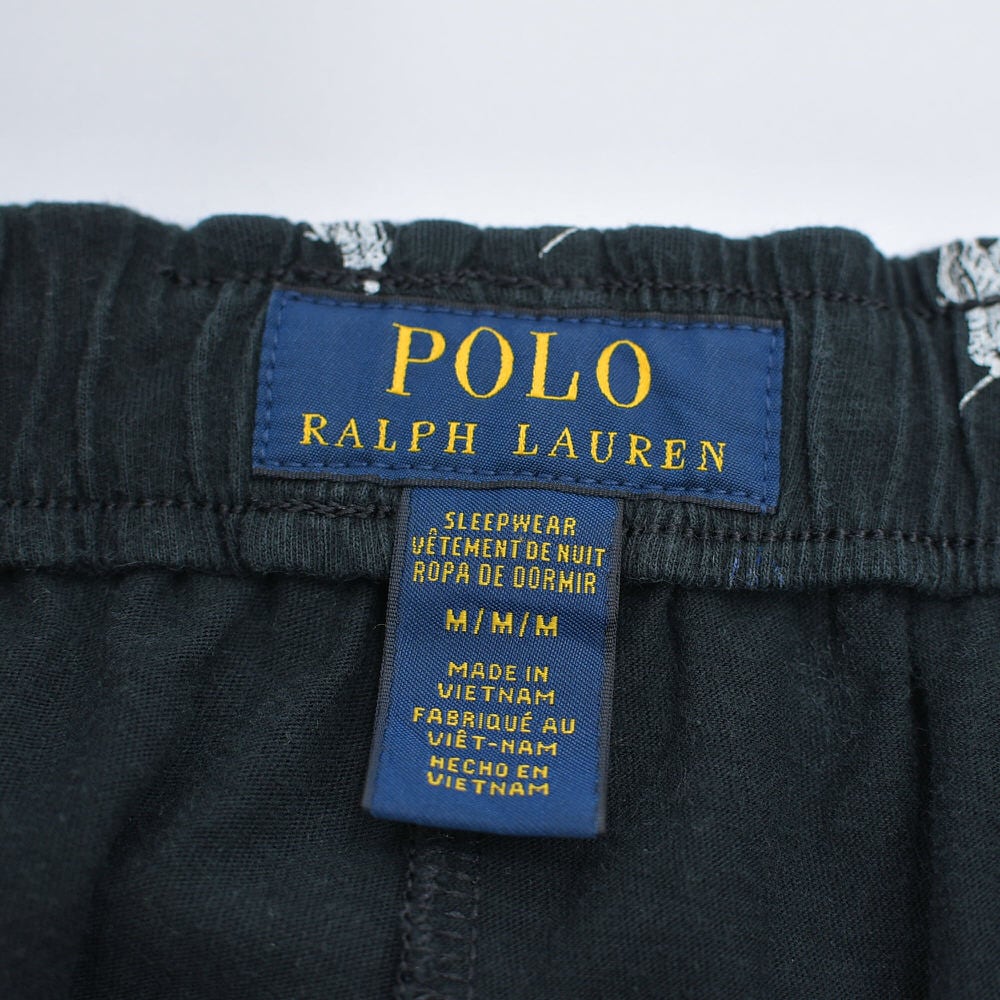 POLO
RALPH LAUREN
SLEEPWEAR
VÊTEMENT DE NUIT
ROPA DE DORMIR
M/M/M
MADE IN
VIETNAM
FABRIQUÉ AU
VIÊT-NAM
HECHO EN
VIETNAM